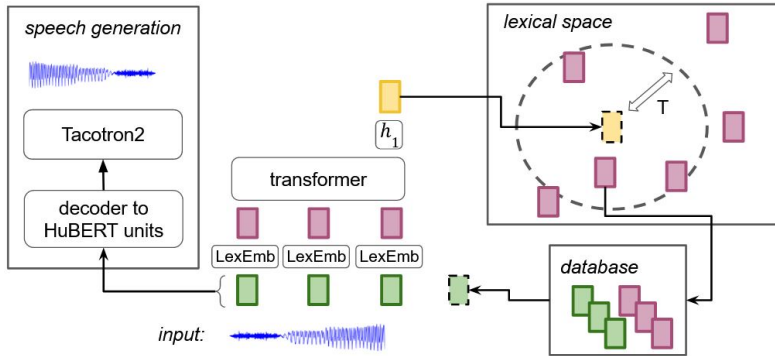 speech generation
Tacotron2
decoder to
HuBERT units
h1
transformer
LexEmb LexEmb LexEmb
input:
lexical space
T
database